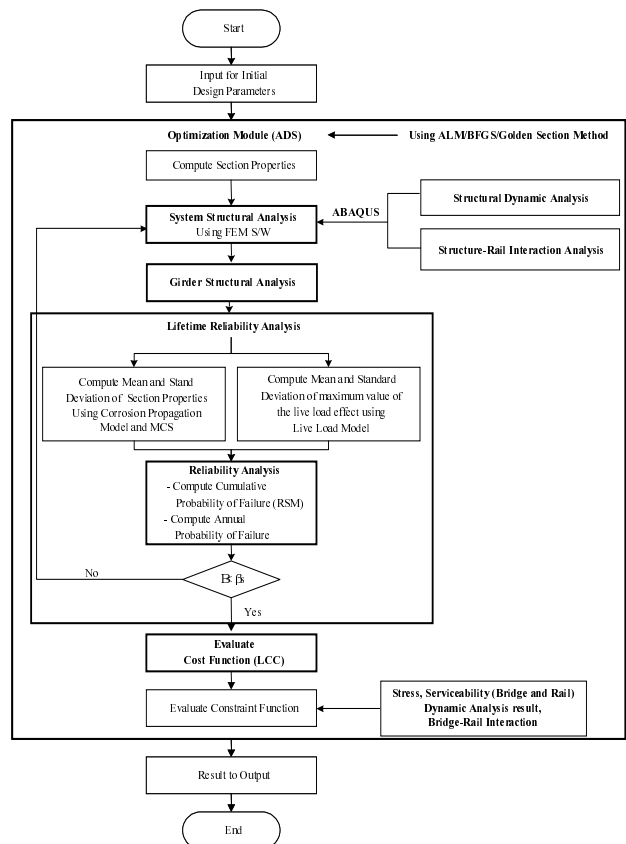 Start
Input for Initial
Design Parameters
Optimization Module (ADS)
Using ALM/BFGS/Golden Section Method
Compute Section Properties
System Structural Analysis
Using FEM S/W
ABAQUS
Structural Dynamic Analysis
Structure-Rail Interaction Analysis
Girder Structural Analysis
Lifetime Reliability Analysis
Compute Mean and Stand
Deviation of Section Properties
Using Corrosion Propagation
Model and MCS
Compute Mean and Standard
Deviation of maximum value of
the live load effect using
Live Load Model
Reliability Analysis
- Compute Cumulative
Probability of Failure (RSM)
- Compute Annual
Probability of Failure
No
Yes
Evaluate
Cost Function (LCC)
Evaluate Constraint Function
Stress, Serviceability (Bridge and Rail)
Dynamic Analysis result,
Bridge-Rail Interaction
Result to Output
End